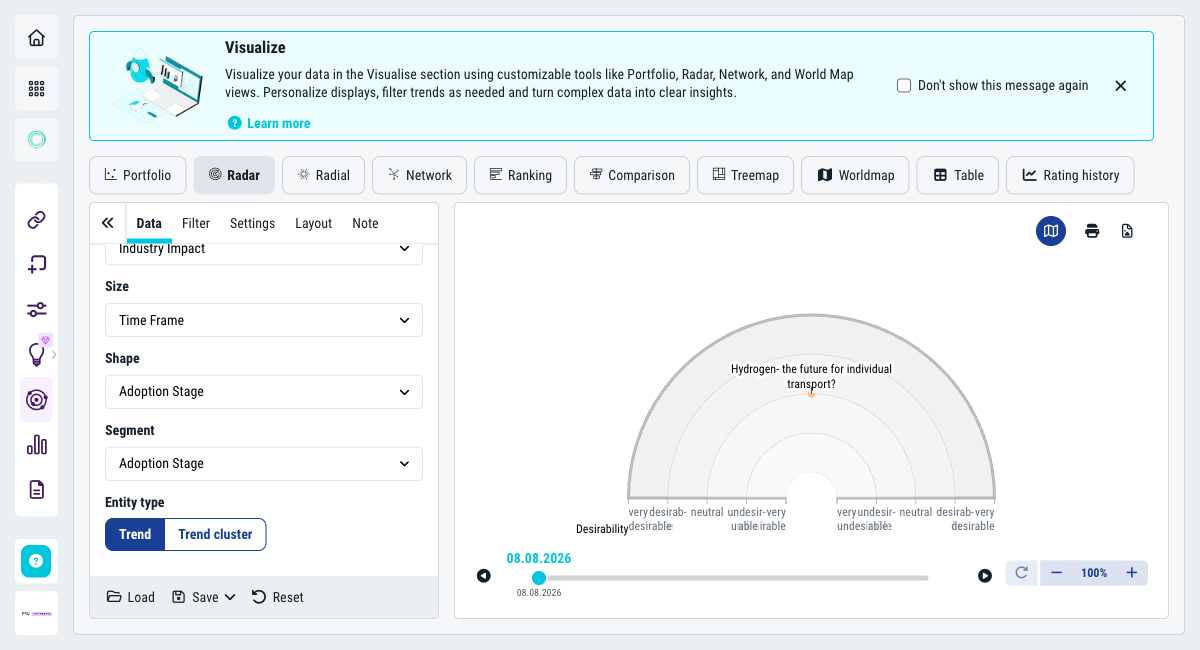 Visualize
Visualize your data in the Visualise section using customizable tools like Portfolio, Radar, Network, and World Map
views. Personalize displays, filter trends as needed and turn complex data into clear insights.
Learn more
Don't show this message again
Portfolio
Radar
Radial
Network
Ranking
Comparison
Treemap
Worldmap
Table
Rating history
Data
Filter
Settings
Layout
Note
Industry Impact
Size
Time Frame
Shape
Adoption Stage
Segment
Adoption Stage
Entity type
Trend
Trend cluster
Load
Save
Reset
Hydrogen- the future for individual
transport?
very desirab- neutral undesir- very
desirable
very undesir- neutral desirab- very
desirable
Desirability
08.08.2026
08.08.2026
100%